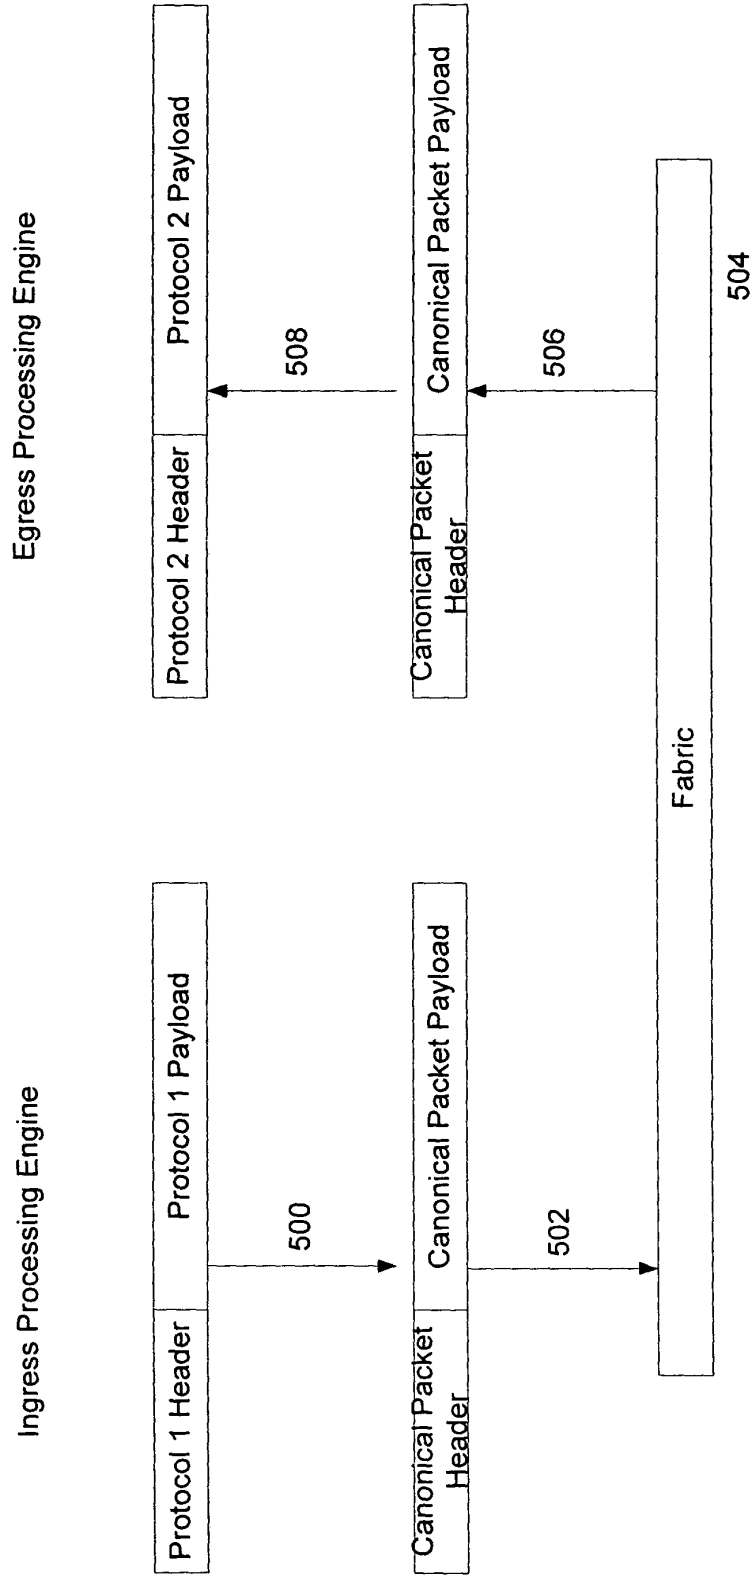 Ingress Processing Engine
Egress Processing Engine
Protocol 1 Header
Protocol 1 Payload
Protocol 2 Header
Protocol 2 Payload
500
508
Canonical Packet
Header
Canonical Packet Payload
Canonical Packet
Header
Canonical Packet Payload
502
506
Fabric
504